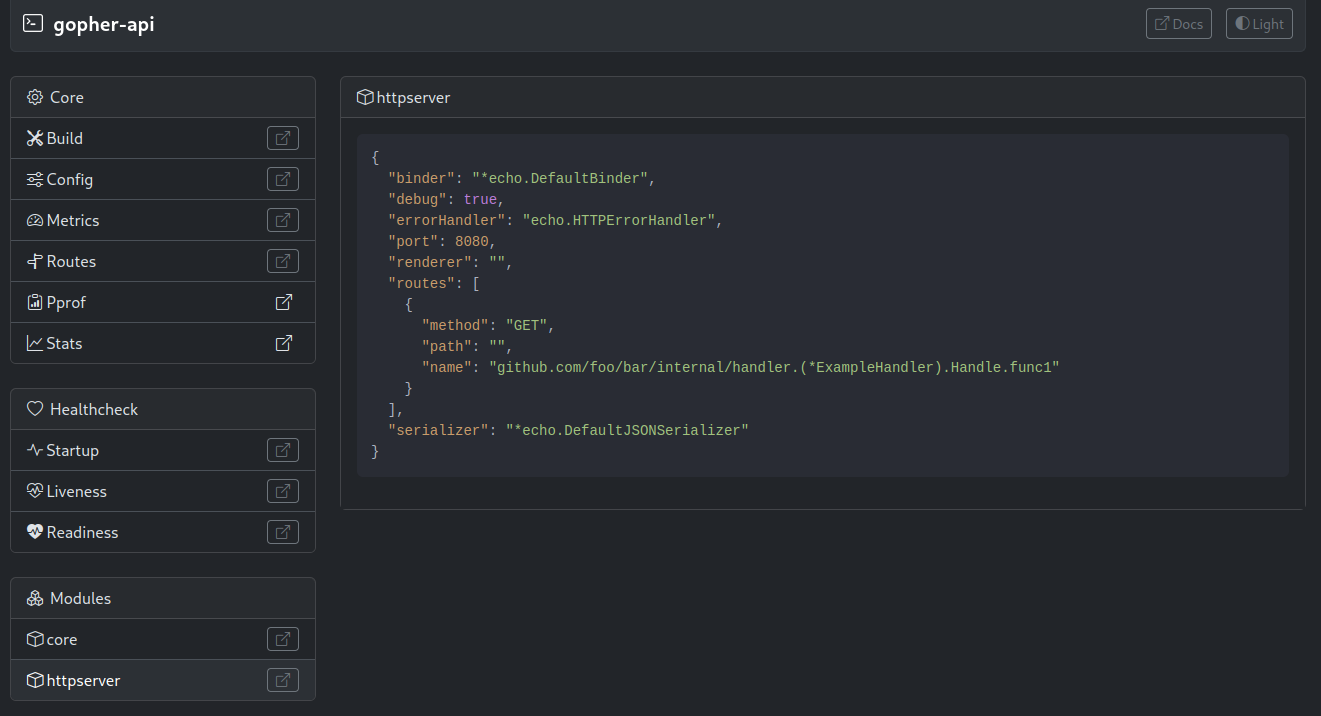 gopher-api
Docs
Light
Core
Build
Config
Metrics
Routes
Pprof
Stats
Healthcheck
Startup
Liveness
Readiness
Modules
core
httpserver
httpserver
{
  "binder": "*echo.DefaultBinder",
  "debug": true,
  "errorHandler": "echo.HTTPErrorHandler",
  "port": 8080,
  "renderer": "",
  "routes": [
    {
      "method": "GET",
      "path": "",
      "name": "github.com/foo/bar/internal/handler.(*ExampleHandler).Handle.func1"
    }
  ],
  "serializer": "*echo.DefaultJSONSerializer"
}